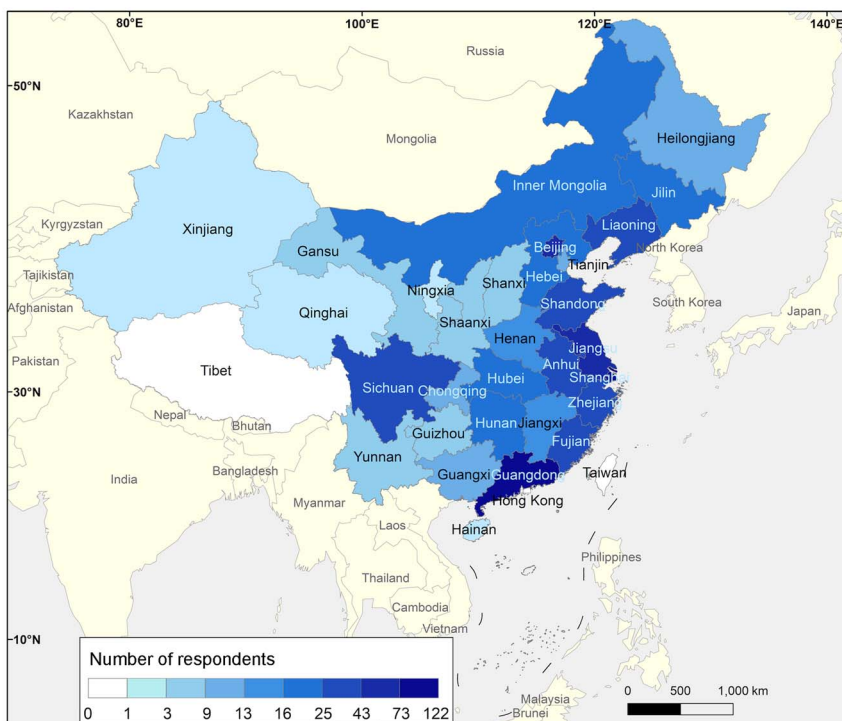 80°E 100°E 120°E 140°E
Russia
50°N
Kazakhstan
Heilongjiang
Mongolia
Inner Mongolia
Jilin
Xinjiang
Liaoning
Kyrgyzstan
Gansu
Beijing
North Korea
Tianjin
Tajikistan
Hebei
Ningxia
Shanxi
Qinghai
Shandong
South Korea
Afghanistan
Japan
Shaanxi
Henan
Jiangsu
Pakistan
Anhui
Tibet
Shanghai
30°N
Sichuan
Chongqing
Hubei
Zhejiang
Nepal
Hunan
Jiangxi
Bhutan
Guizhou
Fujian
Yunnan
Bangladesh
Guangxi
Guangdong
Taiwan
India
Hong Kong
Myanmar
Laos
Hainan
Philippines
Thailand
Cambodia
Vietnam
10°N
Number of respondents
0 1 3 9 13 16 25 43 73 122
0 500 1,000 km
Malaysia
Brunei